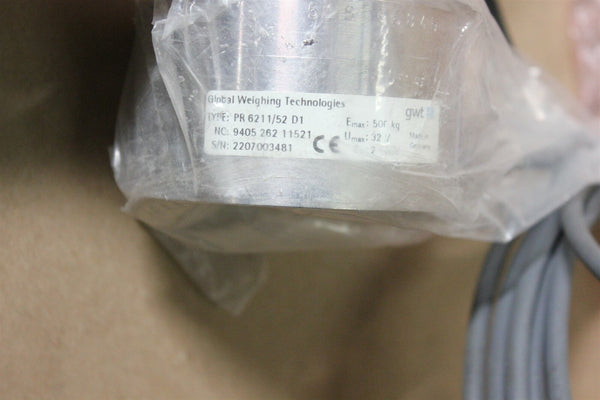 Global Weighing Technologies
gwt
TYPE: PR 6211/52 D1 Emax: 500 kg
NC: 9405 262 11521 Umax: 32 V Made in
S/N: 2207003481 CE Germany